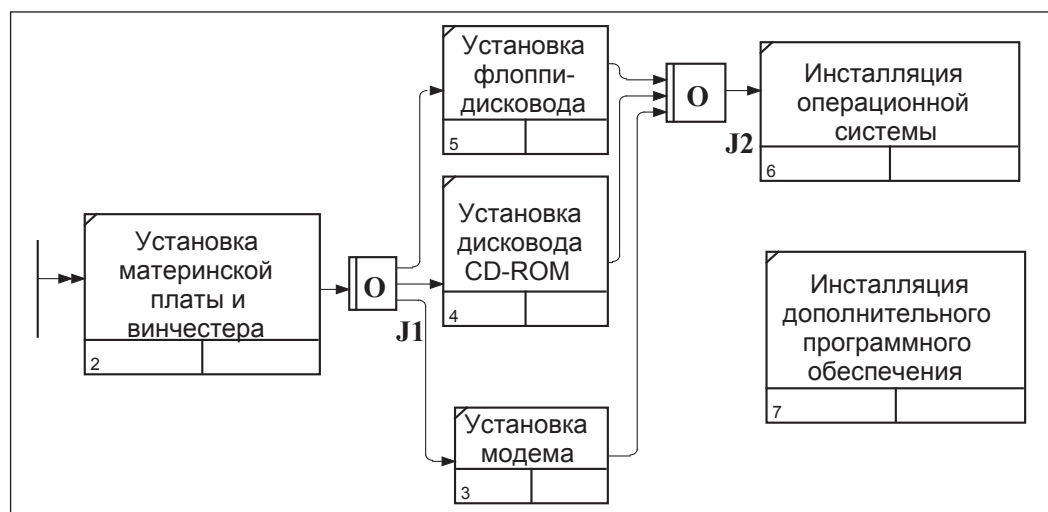 Установка
материнской
платы и
винчестера
2
O
J1
Установка
флоппи-
дисковода
5
Установка
дисковода
CD-ROM
4
Установка
модема
3
O
J2
Инсталляция
операционной
системы
6
Инсталляция
дополнительного
программного
обеспечения
7